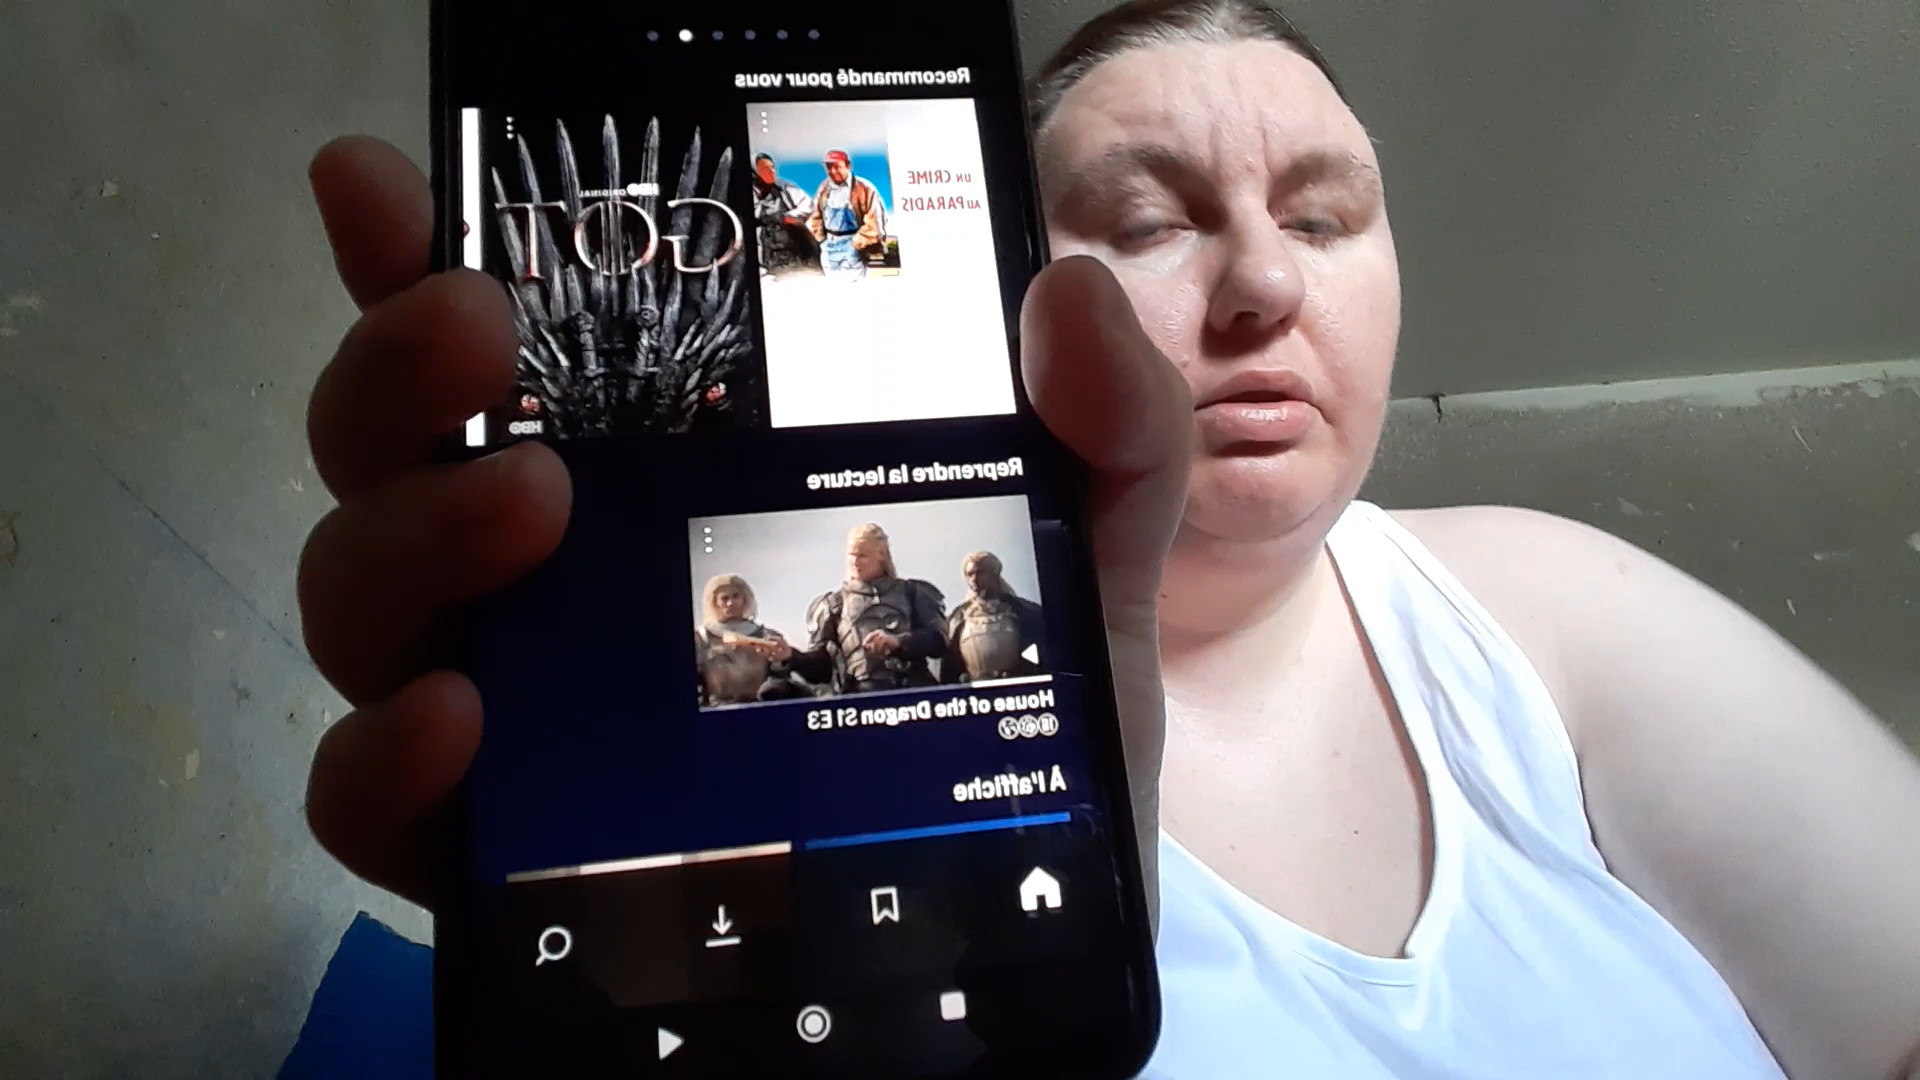 Recommandé pour vous
un CRIME
AU PARADIS
HBO ORIGINAL
GOT
HBO
Reprendre la lecture
House of the Dragon S1 E3
18
À l'affiche